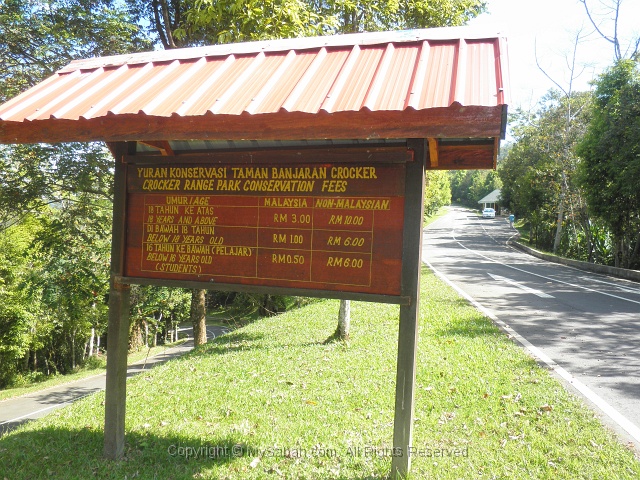 YURAN KONSERVASI TAMAN BANJARAN CROCKER
CROCKER RANGE PARK CONSERVATION FEES
UMUR/AGE MALAYSIA NON-MALAYSIAN
18 TAHUN KE ATAS
18 YEARS AND ABOVE RM 3.00 RM 10.00
DI BAWAH 18 TAHUN
BELOW 18 YEARS OLD RM 1.00 RM 6.00
16 TAHUN KE BAWAH (PELAJAR)
BELOW 16 YEARS OLD RM 0.50 RM 6.00
(STUDENTS)
Copyright © MySabah.com, All Rights Reserved